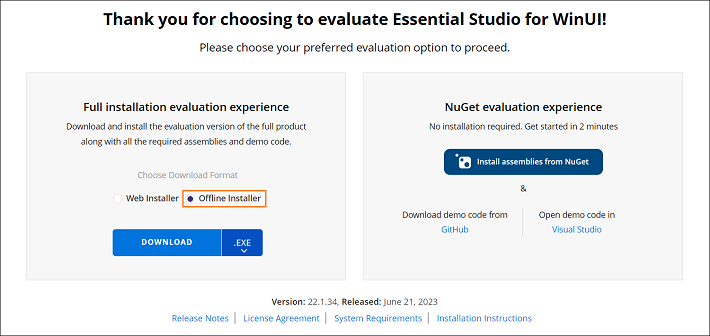 Thank you for choosing to evaluate Essential Studio for WinUI!
Please choose your preferred evaluation option to proceed.
Full installation evaluation experience
Download and install the evaluation version of the full product
along with all the required assemblies and demo code.
Choose Download Format
Web Installer
Offline Installer
DOWNLOAD
.EXE
NuGet evaluation experience
No installation required. Get started in 2 minutes
Install assemblies from NuGet
&
Download demo code from
GitHub
Open demo code in
Visual Studio
Version: 22.1.34, Released: June 21, 2023
Release Notes | License Agreement | System Requirements | Installation Instructions